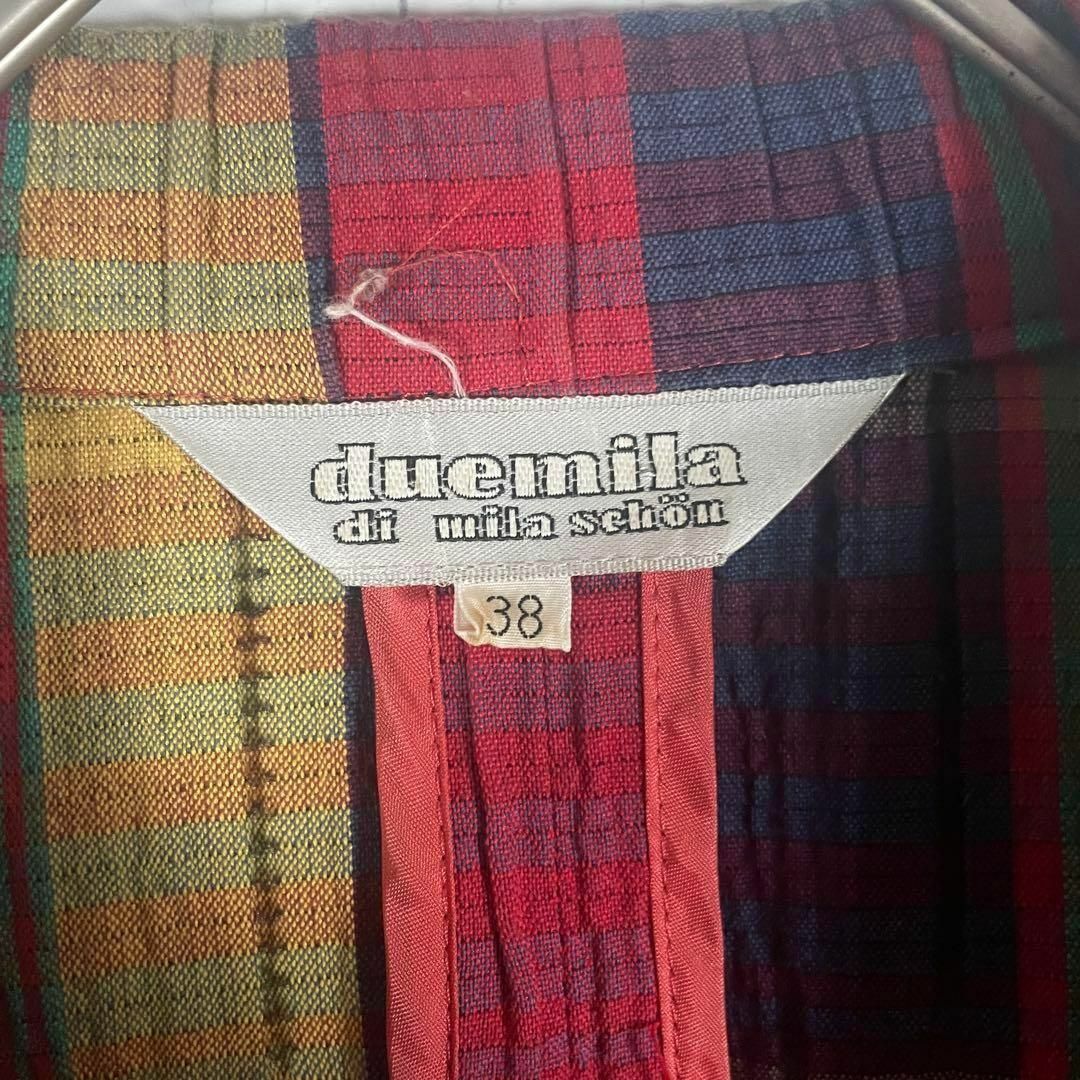 duemila
di mila schön
38